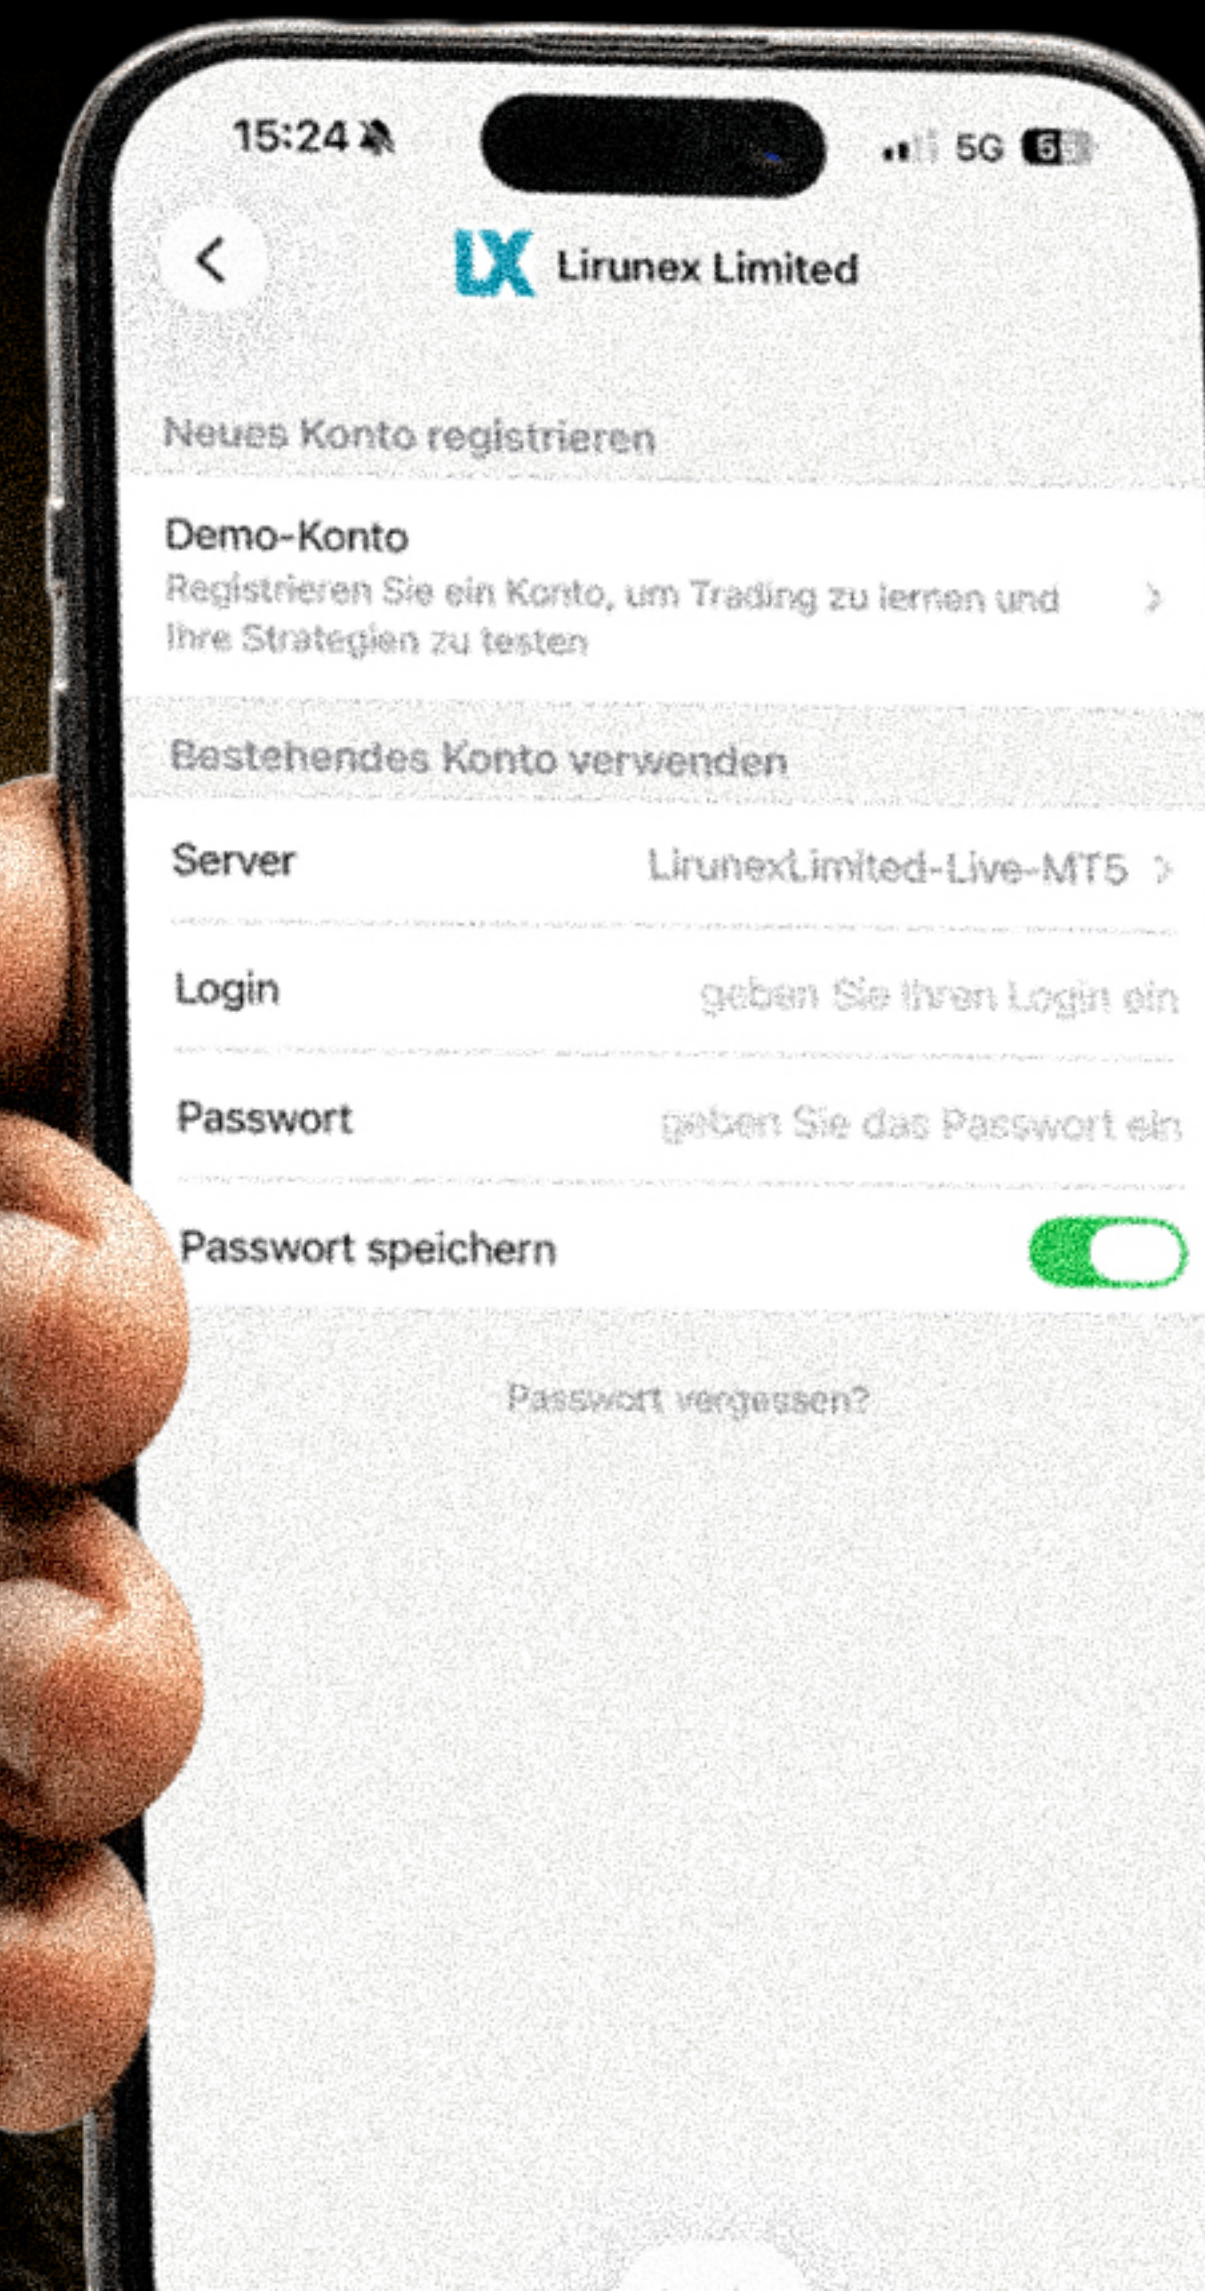 15:24
5G
LX Lirunex Limited
Neues Konto registrieren
Demo-Konto
Registrieren Sie ein Konto, um Trading zu lernen und
Ihre Strategien zu testen
Bestehendes Konto verwenden
Server LirunexLimited-Live-MT5
Login geben Sie Ihren Login ein
Passwort geben Sie das Passwort ein
Passwort speichern
Passwort vergessen?